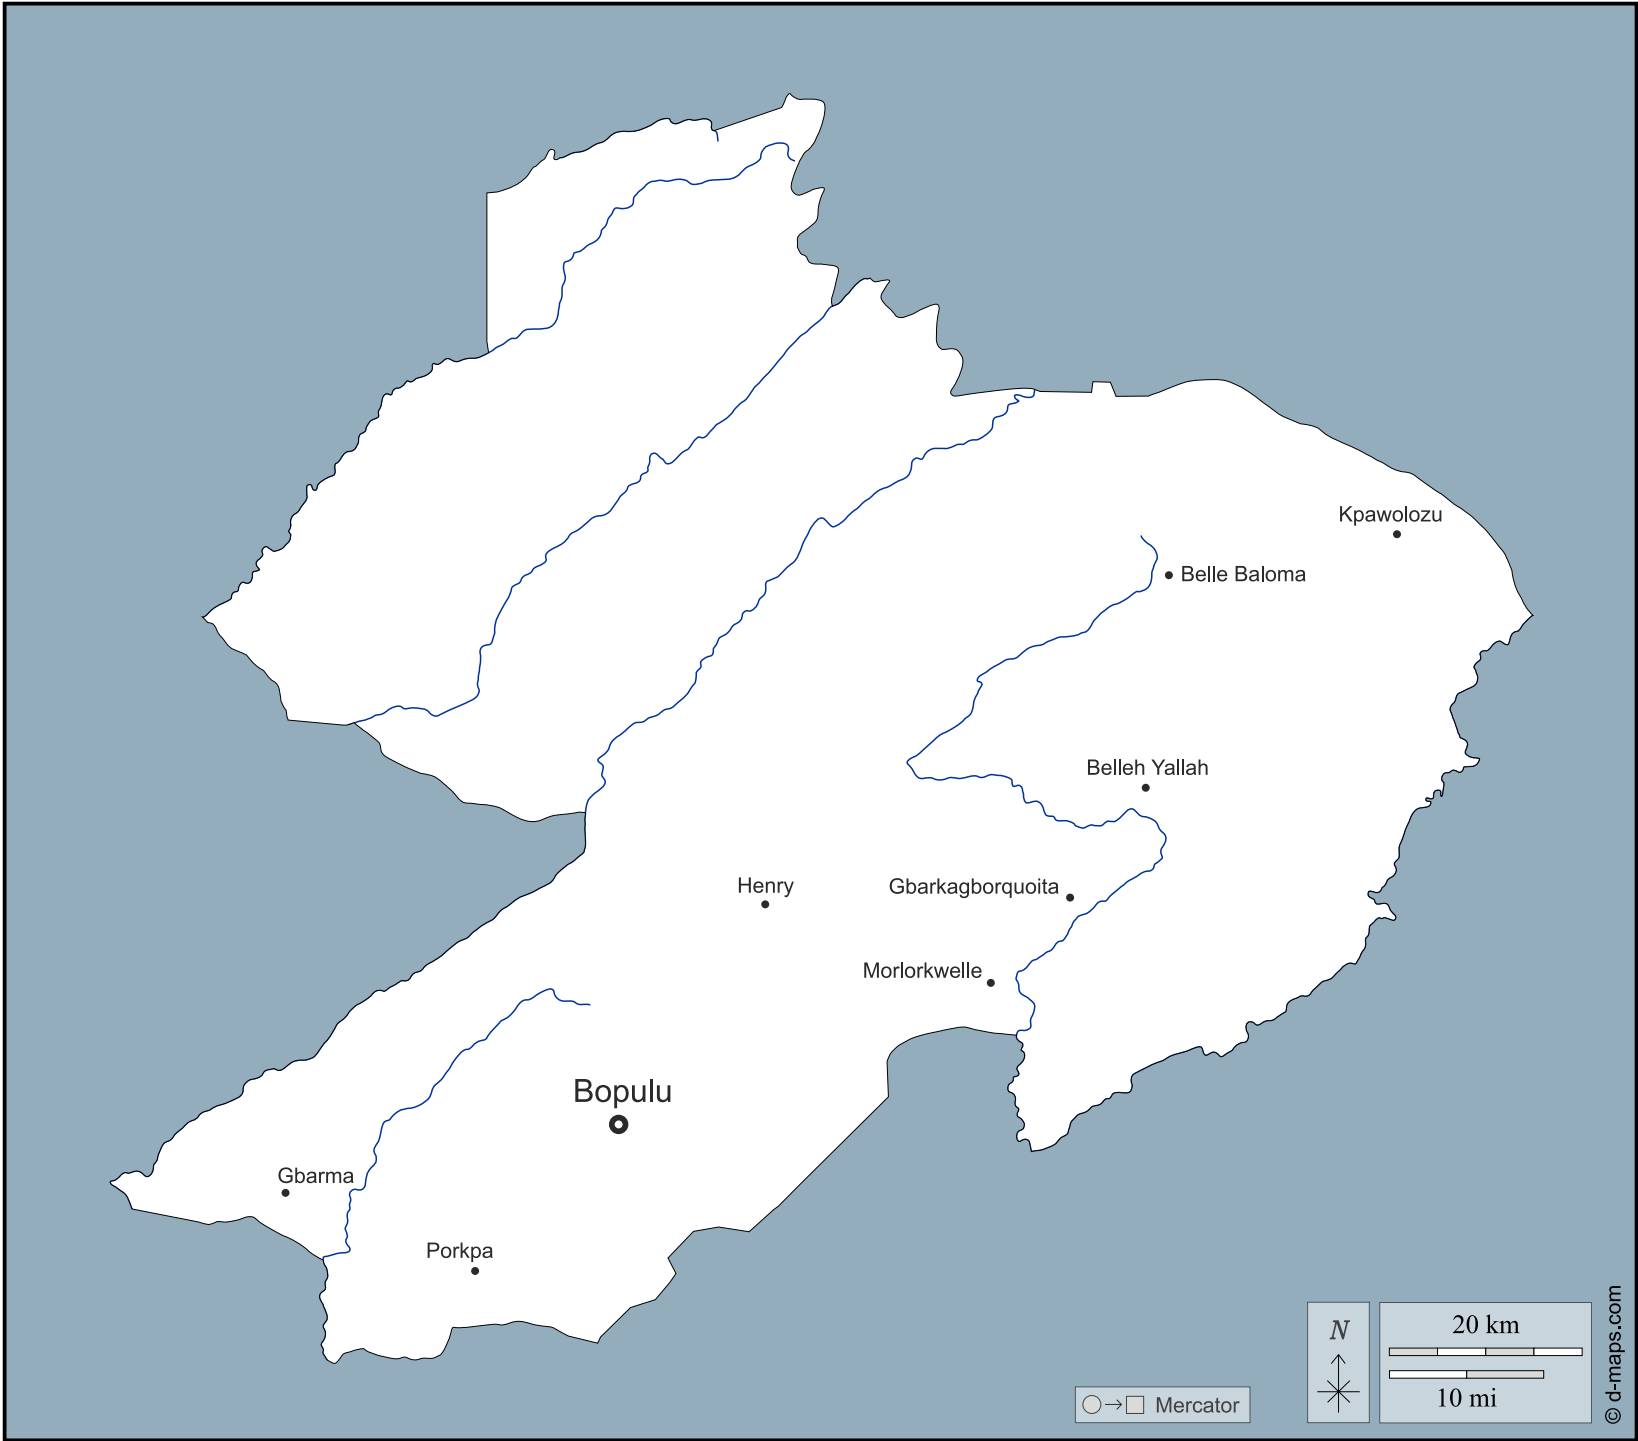 Kpawolozu
Belle Baloma
Belleh Yallah
Henry
Gbarkagborquoita
Morlorkwelle
Bopulu
Gbarma
Porkpa
N
20 km
10 mi
Mercator
© d-maps.com